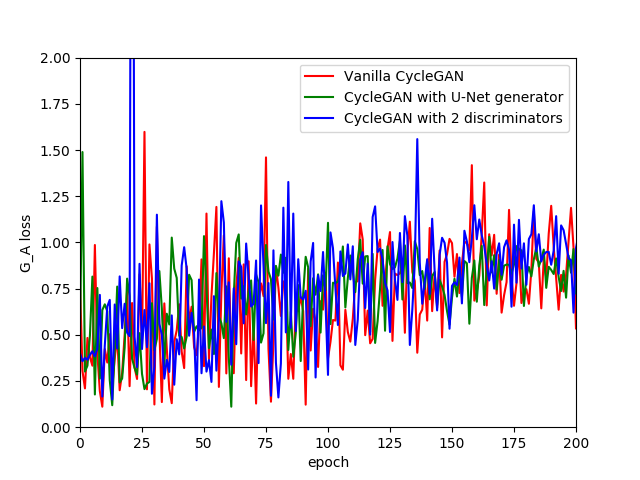 2.00
1.75
1.50
1.25
1.00
0.75
0.50
0.25
0.00
G_A loss
Vanilla CycleGAN
CycleGAN with U-Net generator
CycleGAN with 2 discriminators
0 25 50 75 100 125 150 175 200
epoch